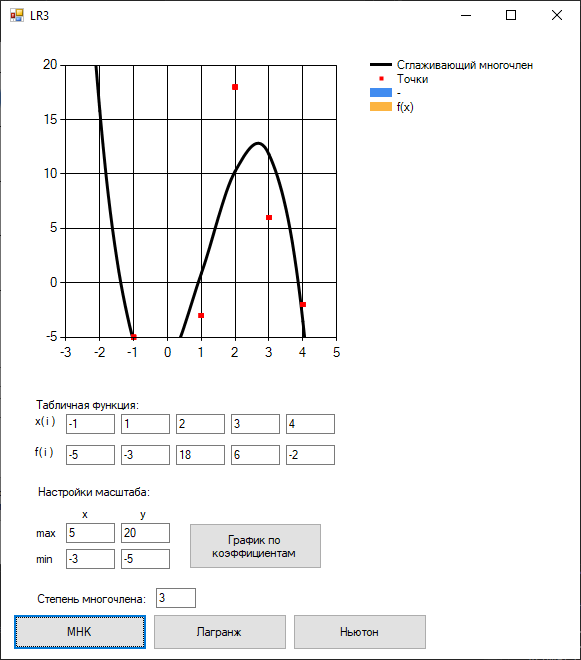 LR3
Сглаживающий многочлен
Точки
-
f(x)
20
15
10
5
0
-5
-3 -2 -1 0 1 2 3 4 5
Табличная функция:
x(i) -1 1 2 3 4
f(i) -5 -3 18 6 -2
Настройки масштаба:
x y
max 5 20
min -3 -5
График по
коэффициентам
Степень многочлена: 3
МНК Лагранж Ньютон